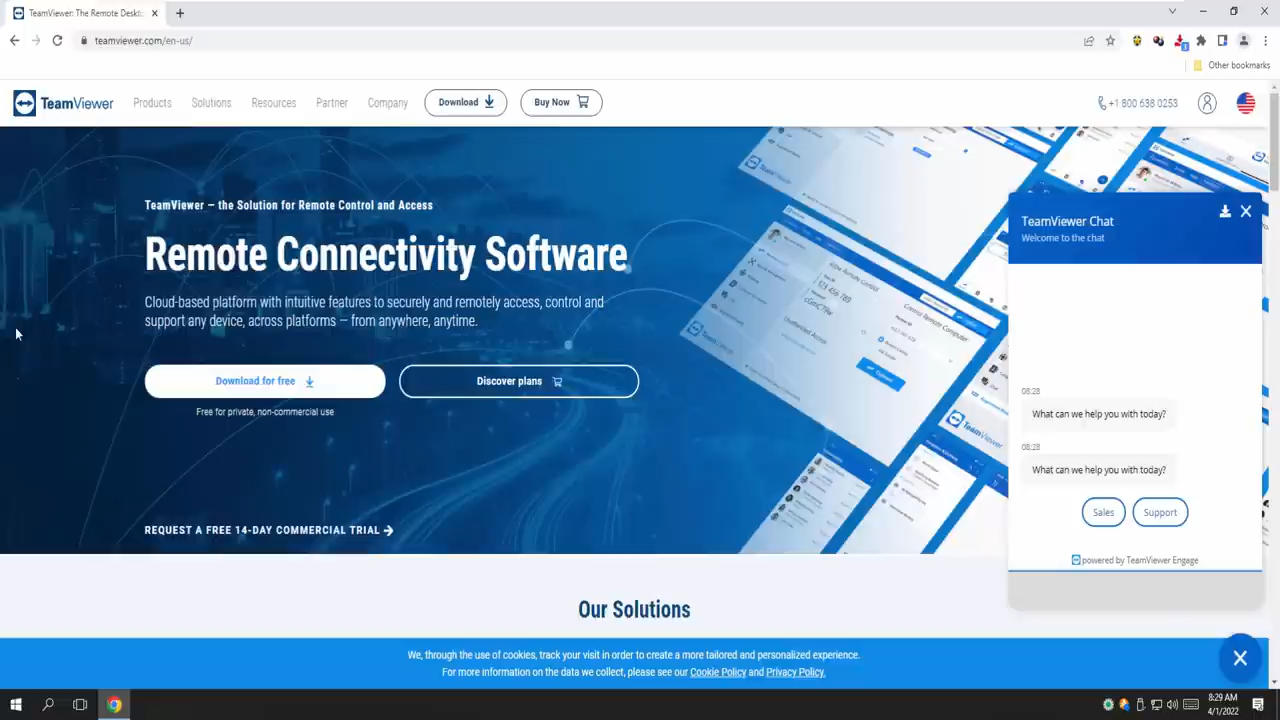 TeamViewer: The Remote Deskt
teamviewer.com/en-us/
Other bookmarks
TeamViewer
Products
Solutions
Resources
Partner
Company
Download
Buy Now
+1 800 638 0253
TeamViewer – the Solution for Remote Control and Access
Remote Connectivity Software
Cloud-based platform with intuitive features to securely and remotely access, control and
support any device, across platforms – from anywhere, anytime.
Download for free
Discover plans
Free for private, non-commercial use
REQUEST A FREE 14-DAY COMMERCIAL TRIAL
TeamViewer Chat
Welcome to the chat
08:28
What can we help you with today?
08:28
What can we help you with today?
Sales
Support
powered by TeamViewer Engage
Our Solutions
We, through the use of cookies, track your visit in order to create a more tailored and personalized experience.
For more information on the data we collect, please see our Cookie Policy and Privacy Policy.
8:29 AM
4/1/2022